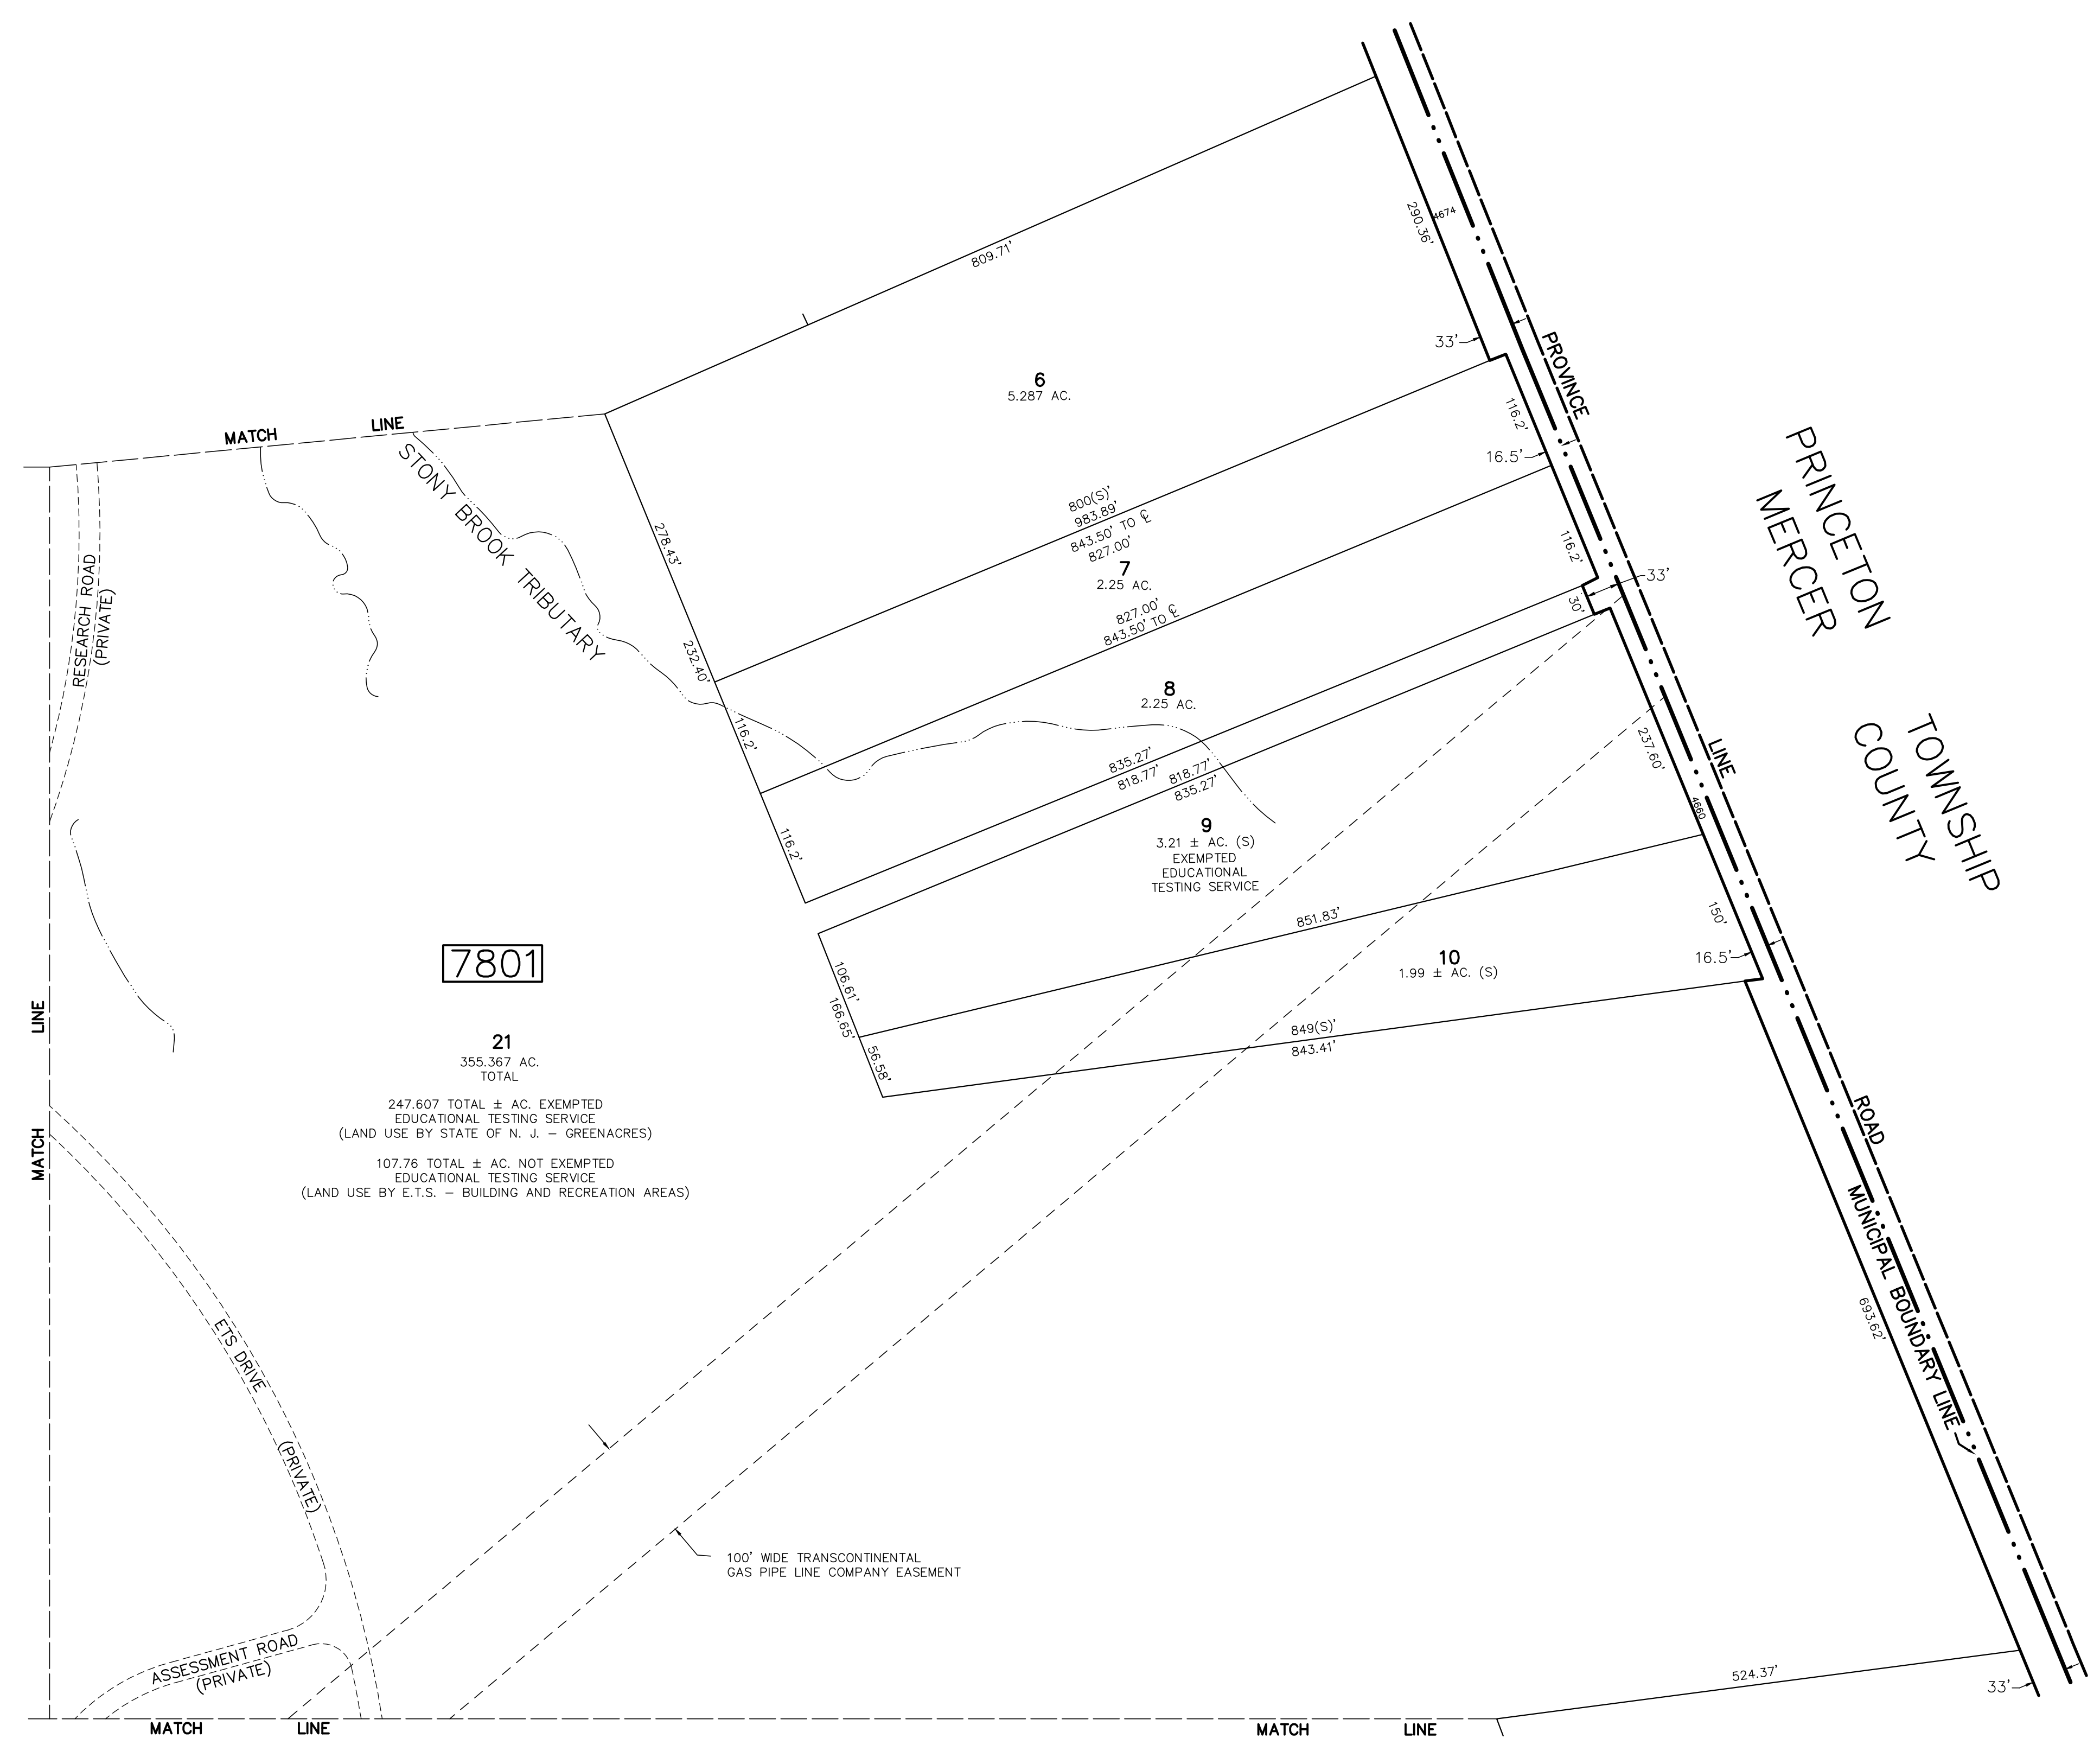 809.71'
290.36'
4674
33'
6
5.287 AC.
PROVINCE
MATCH LINE
STONY BROOK TRIBUTARY
278.43'
800(S)'
983.89'
843.50' TO ℄
827.00'
116.2'
16.5'
PRINCETON TOWNSHIP
MERCER COUNTY
RESEARCH ROAD
(PRIVATE)
7
2.25 AC.
827.00'
843.50' TO ℄
116.2'
33'
30'
232.40'
116.2'
8
2.25 AC.
835.27'
818.77'
818.77'
835.27'
237.60'
LINE
4660
116.2'
9
3.21 ± AC. (S)
EXEMPTED
EDUCATIONAL
TESTING SERVICE
851.83'
150'
16.5'
10
1.99 ± AC. (S)
849(S)'
843.41'
106.61'
166.65'
56.58'
7801
21
355.367 AC.
TOTAL
247.607 TOTAL ± AC. EXEMPTED
EDUCATIONAL TESTING SERVICE
(LAND USE BY STATE OF N. J. – GREENACRES)
107.76 TOTAL ± AC. NOT EXEMPTED
EDUCATIONAL TESTING SERVICE
(LAND USE BY E.T.S. – BUILDING AND RECREATION AREAS)
MATCH LINE
ROAD
MUNICIPAL BOUNDARY LINE
693.62'
ETS DRIVE
(PRIVATE)
100' WIDE TRANSCONTINENTAL
GAS PIPE LINE COMPANY EASEMENT
ASSESSMENT ROAD
(PRIVATE)
524.37'
33'
MATCH LINE
MATCH LINE